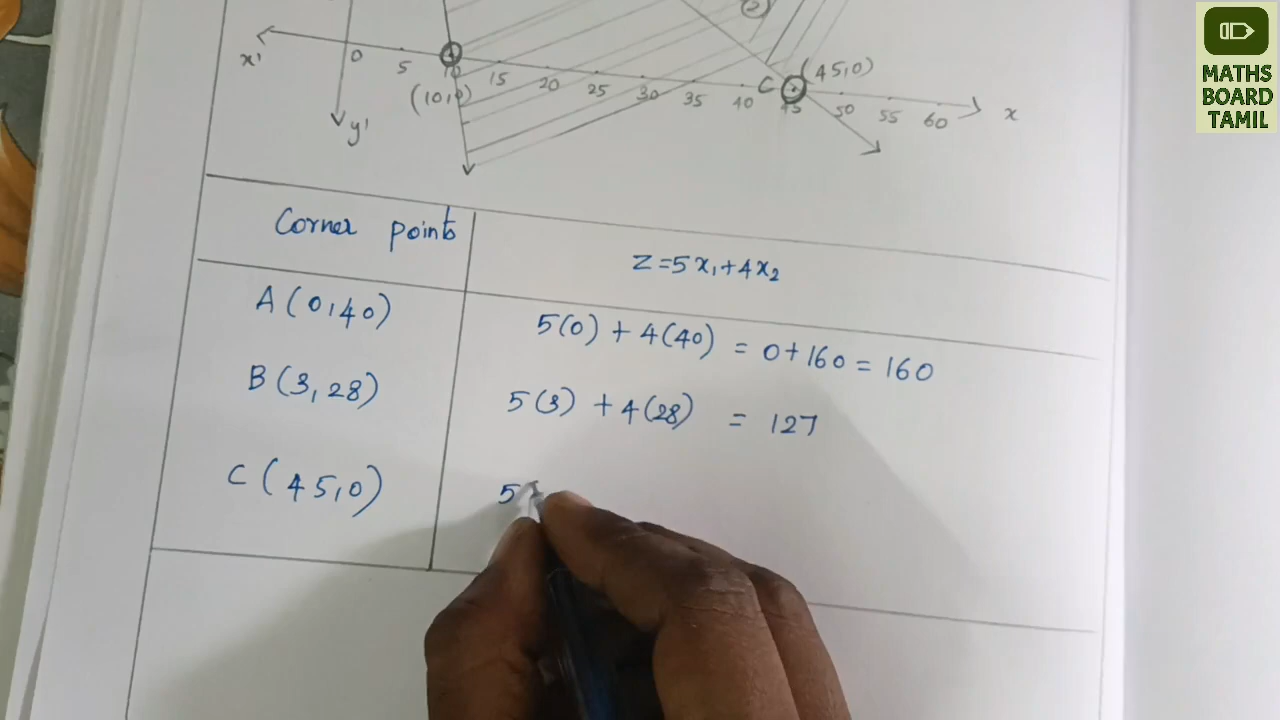 ②
x' 0 5 10 15 20 25 30 35 40 C 45 50 55 60 x
(45,0)
(10,0)
y'
MATHS
BOARD
TAMIL
Corner points
Z=5x₁+4x₂
A(0,40)
5(0) + 4(40) = 0+160 = 160
B(3,28)
5(3) + 4(28) = 127
C(45,0)
5